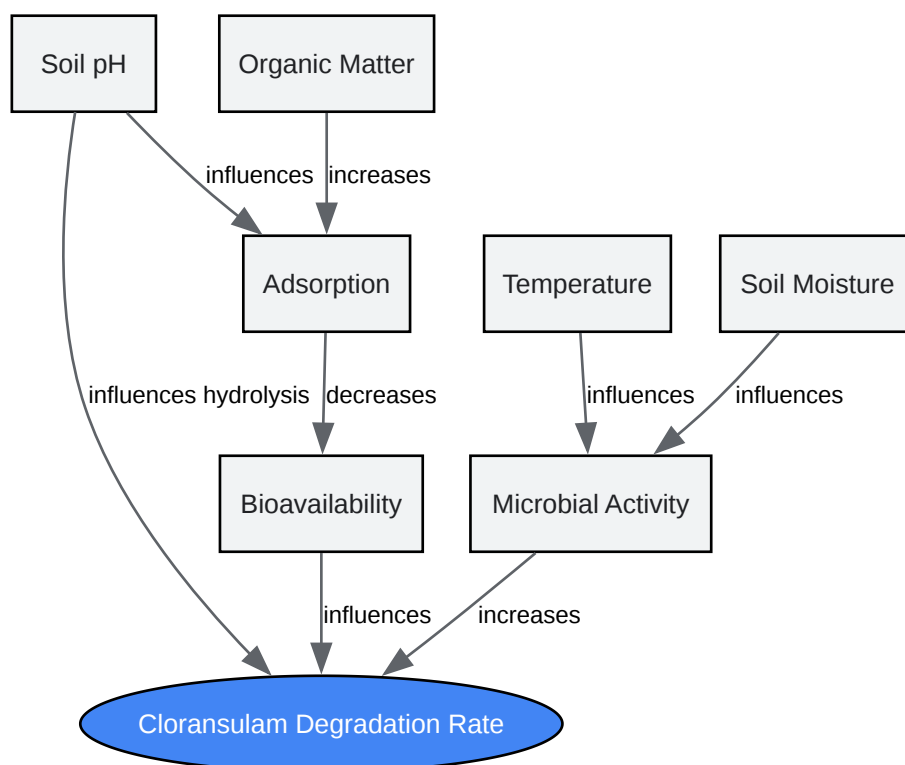 Soil pH
Organic Matter
influences
increases
Adsorption
Temperature
Soil Moisture
influences hydrolysis
decreases
influences
influences
Bioavailability
Microbial Activity
influences
increases
Cloransulam Degradation Rate